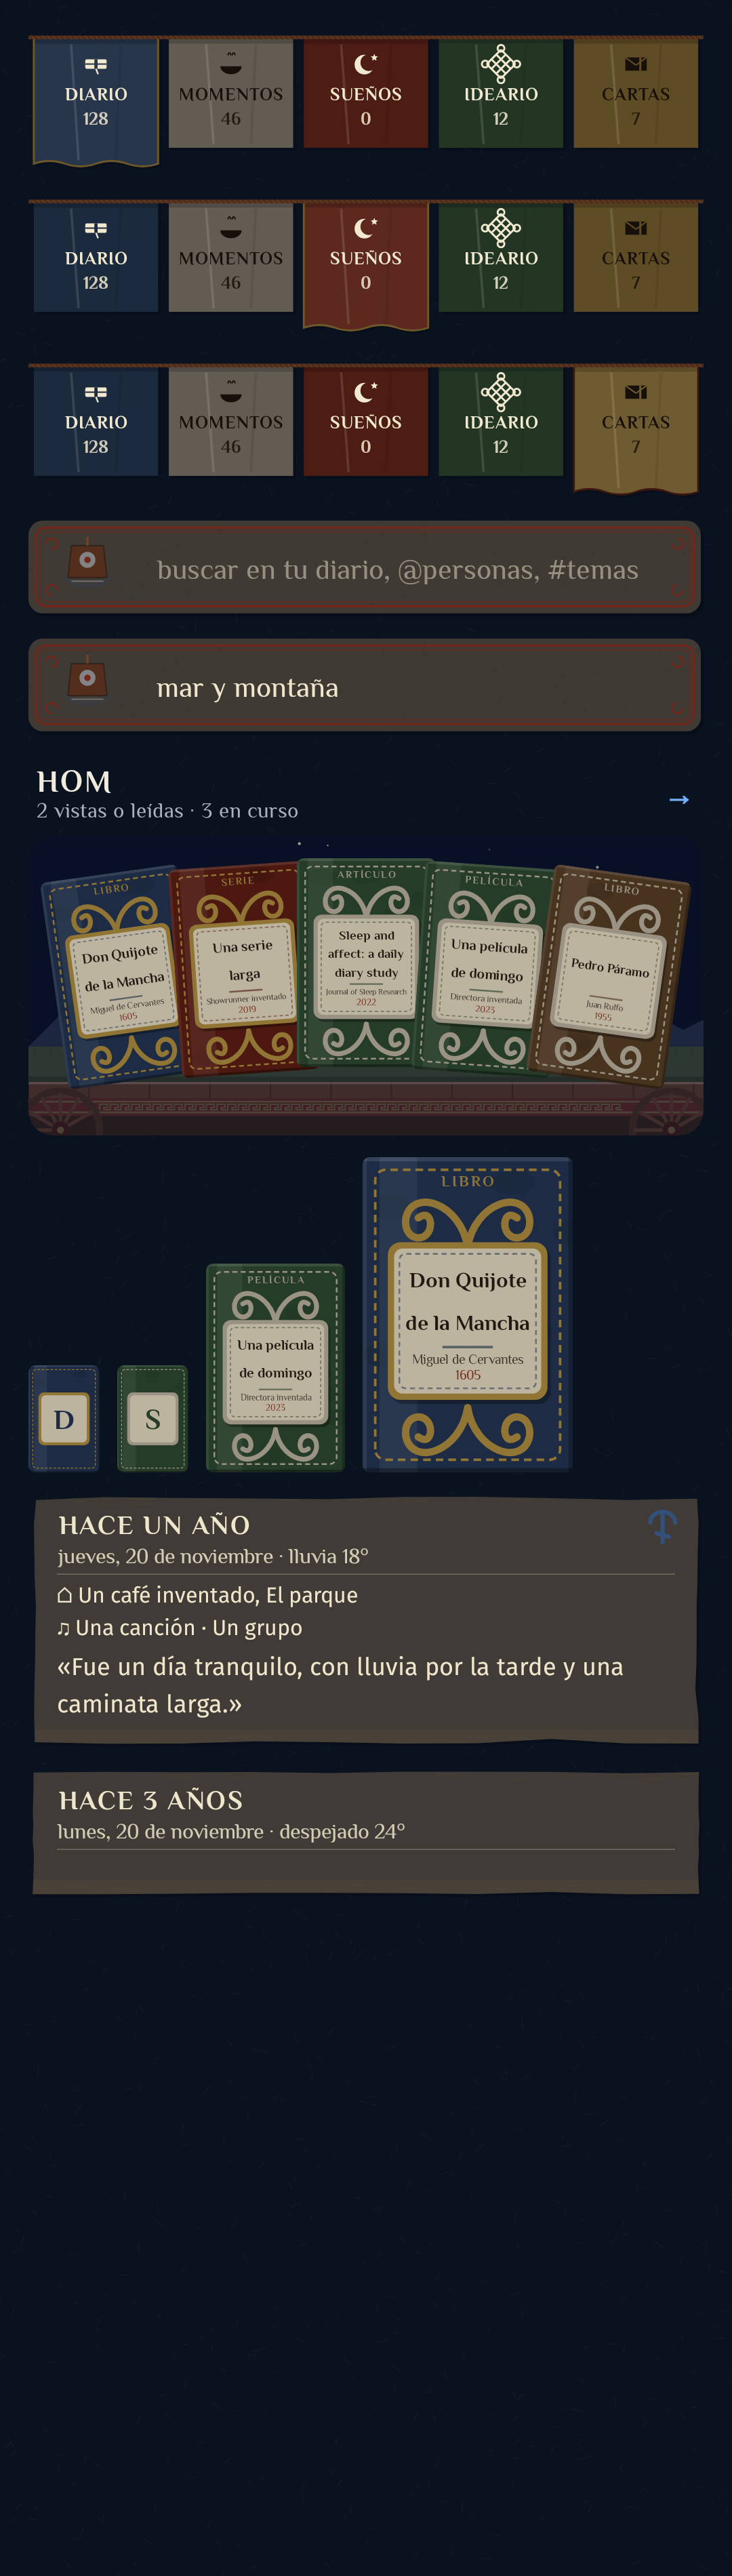 DIARIO
128
MOMENTOS
46
SUEÑOS
0
IDEARIO
12
CARTAS
7
DIARIO
128
MOMENTOS
46
SUEÑOS
0
IDEARIO
12
CARTAS
7
DIARIO
128
MOMENTOS
46
SUEÑOS
0
IDEARIO
12
CARTAS
7
buscar en tu diario, @personas, #temas
mar y montaña
HOM
2 vistas o leídas · 3 en curso
→
LIBRO
Don Quijote
de la Mancha
Miguel de Cervantes
1605
SERIE
Una serie
larga
Showrunner inventado
2019
ARTÍCULO
Sleep and
affect: a daily
diary study
Journal of Sleep Research
2022
PELÍCULA
Una película
de domingo
Directora inventada
2023
LIBRO
Pedro Páramo
Juan Rulfo
1955
D
S
PELÍCULA
Una película
de domingo
Directora inventada
2023
LIBRO
Don Quijote
de la Mancha
Miguel de Cervantes
1605
HACE UN AÑO
jueves, 20 de noviembre · lluvia 18°
⌂ Un café inventado, El parque
♫ Una canción · Un grupo
«Fue un día tranquilo, con lluvia por la tarde y una
caminata larga.»
HACE 3 AÑOS
lunes, 20 de noviembre · despejado 24°